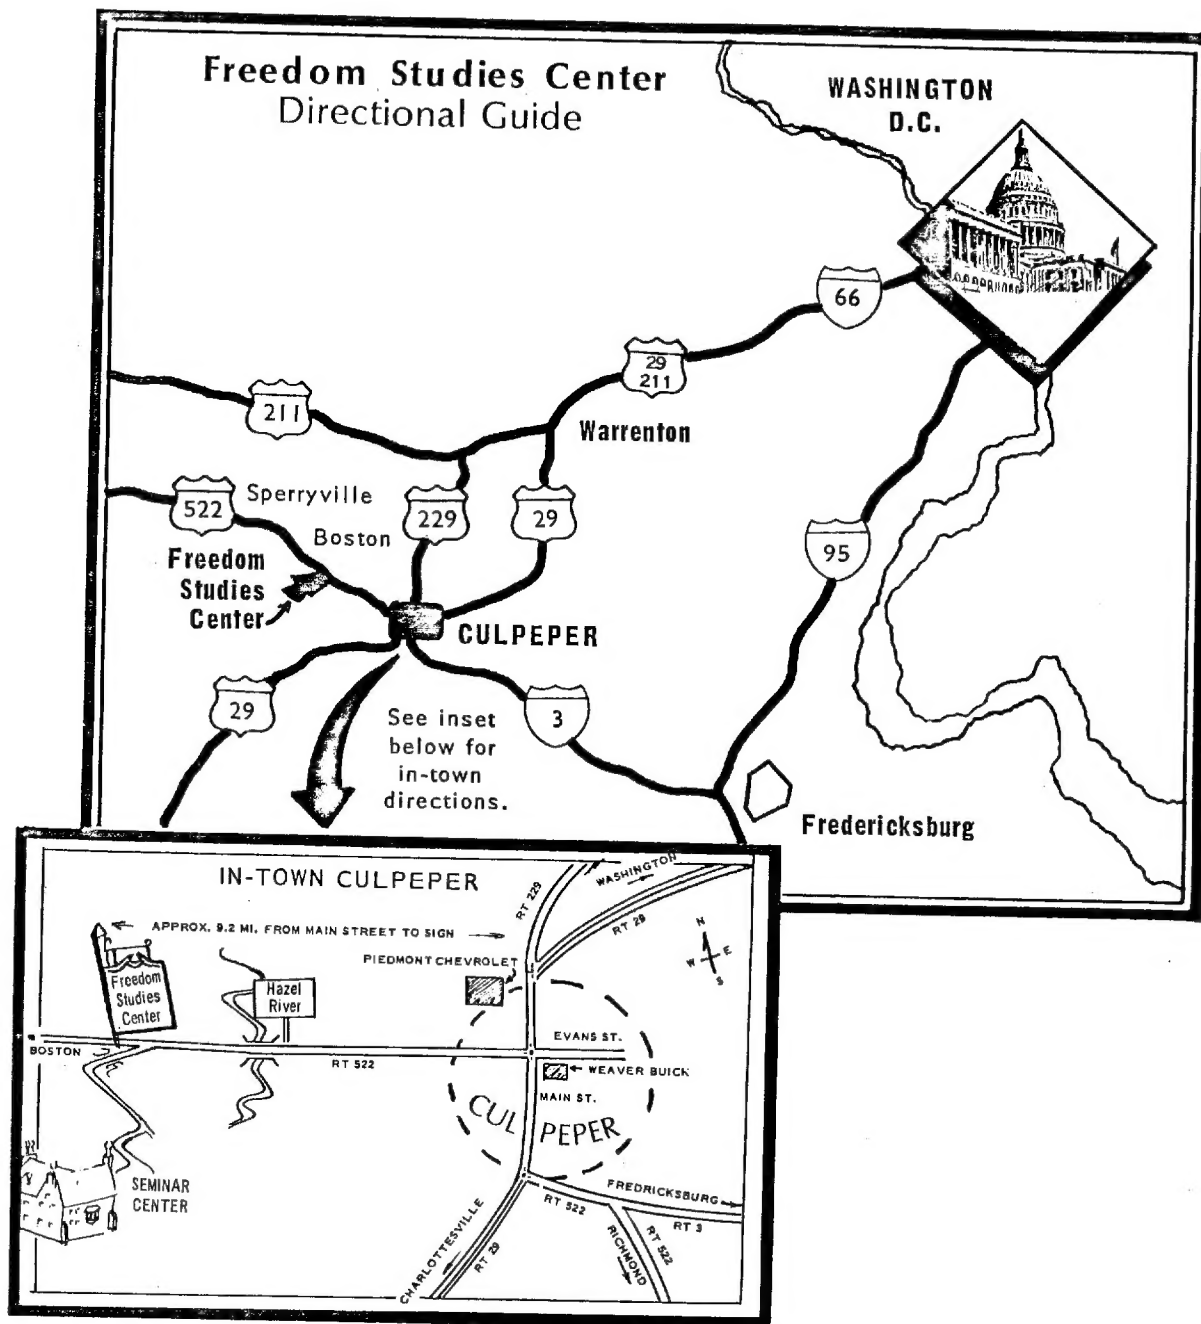 Freedom Studies Center
Directional Guide
WASHINGTON
D.C.
66
29
211
211
Warrenton
522
Sperryville
229
29
Boston
95
Freedom
Studies
Center
CULPEPER
29
3
See inset
below for
in-town
directions.
Fredericksburg
IN-TOWN CULPEPER
RT 229
WASHINGTON
RT 29
APPROX. 9.2 MI. FROM MAIN STREET TO SIGN
N
W E
S
PIEDMONT CHEVROLET
Freedom
Studies
Center
Hazel
River
EVANS ST.
BOSTON
RT 522
WEAVER BUICK
MAIN ST.
CULPEPER
SEMINAR
CENTER
FREDRICKSBURG
RT 522
RT 3
CHARLOTTESVILLE
RT 29
RICHMOND
RT 522